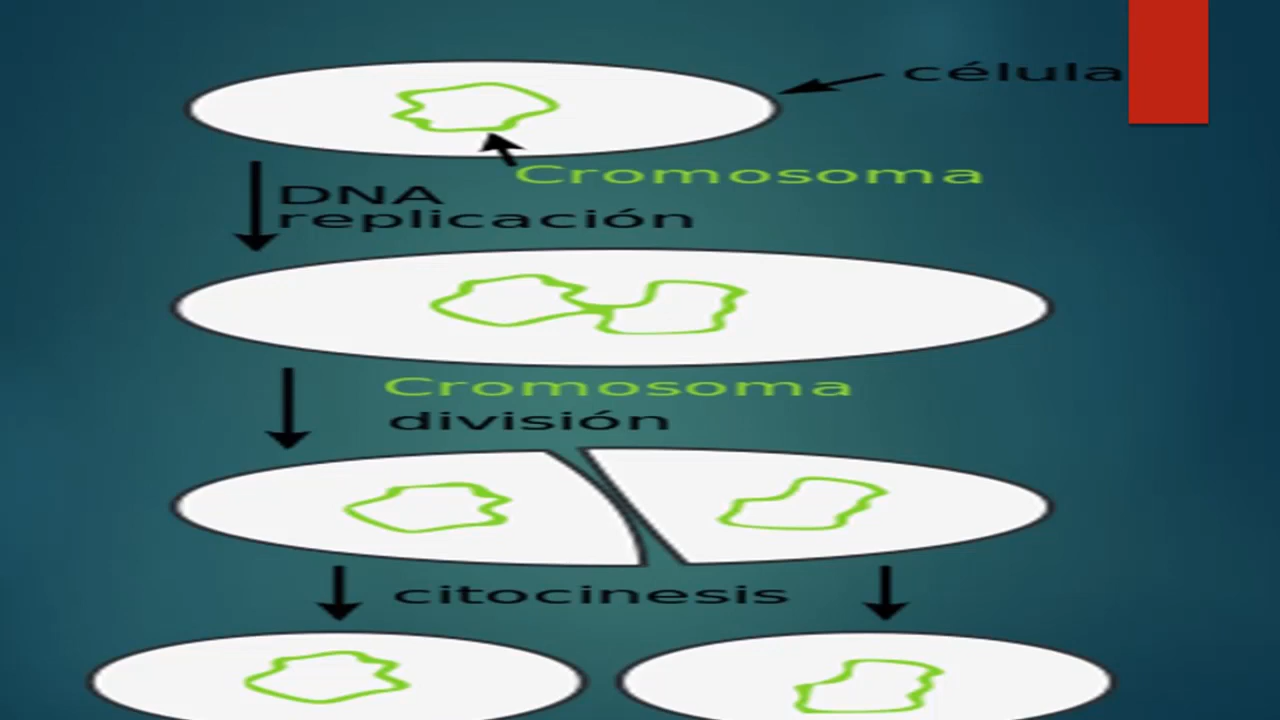 célula
Cromosoma
DNA
replicación
Cromosoma
división
citocinesis